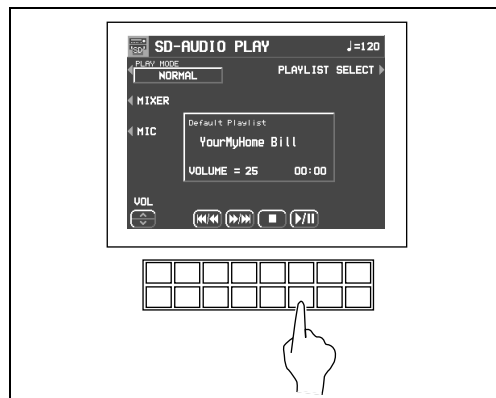 SD SD-AUDIO PLAY ♩=120
PLAY MODE
NORMAL
PLAYLIST SELECT
MIXER
MIC
Default Playlist
YourMyHome Bill
VOLUME = 25 00:00
VOL